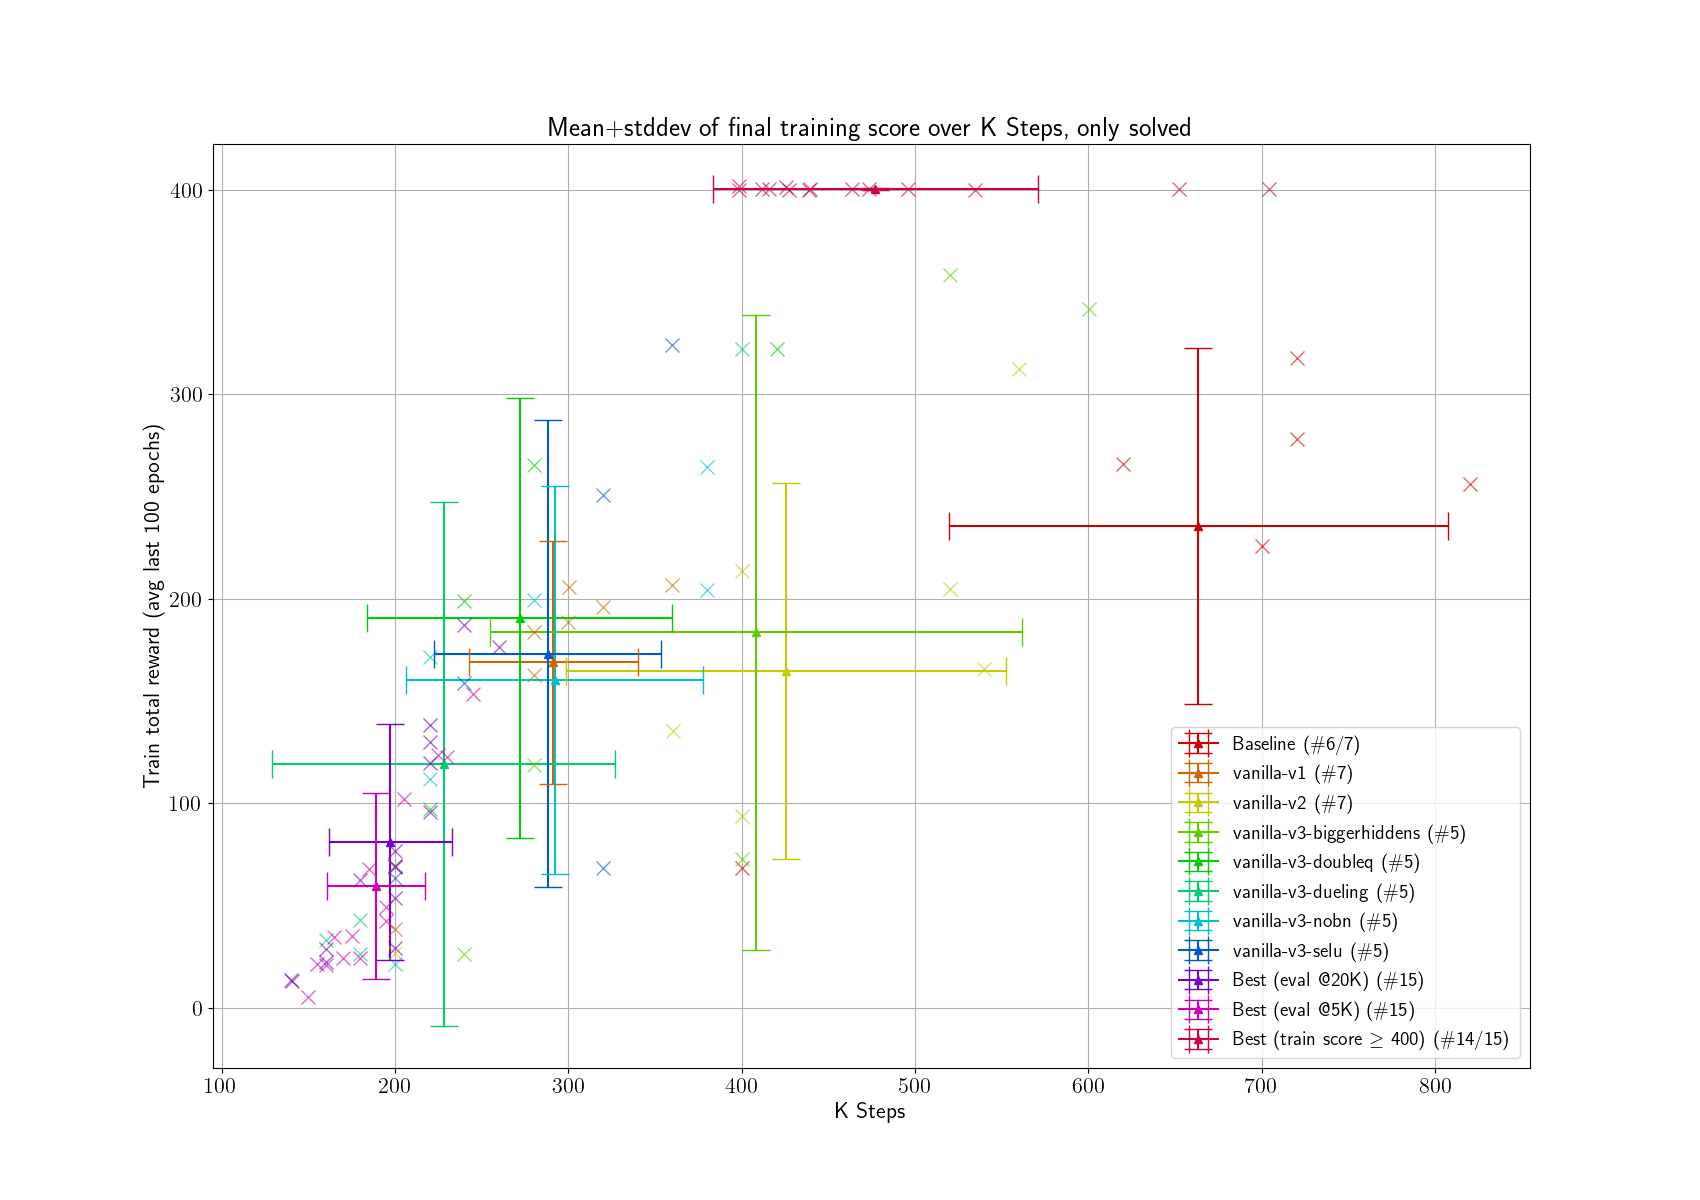 Mean+stddev of final training score over K Steps, only solved
Train total reward (avg last 100 epochs)
400
300
200
100
0
100 200 300 400 500 600 700 800
K Steps
Baseline (#6/7)
vanilla-v1 (#7)
vanilla-v2 (#7)
vanilla-v3-biggerhiddens (#5)
vanilla-v3-doubleq (#5)
vanilla-v3-dueling (#5)
vanilla-v3-nobn (#5)
vanilla-v3-selu (#5)
Best (eval @20K) (#15)
Best (eval @5K) (#15)
Best (train score ≥ 400) (#14/15)